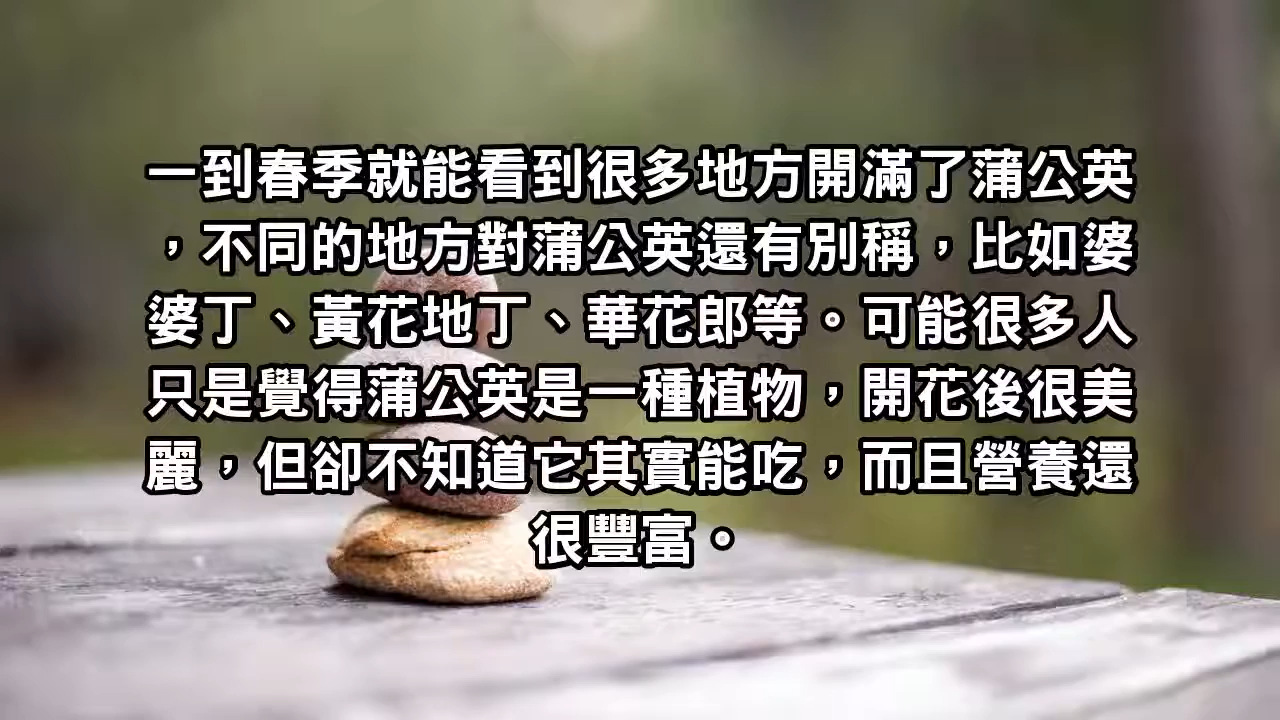 一到春季就能看到很多地方開滿了蒲公英
，不同的地方對蒲公英還有別稱，比如婆
婆丁、黃花地丁、華花郎等。可能很多人
只是覺得蒲公英是一種植物，開花後很美
麗，但卻不知道它其實能吃，而且營養還
很豐富。